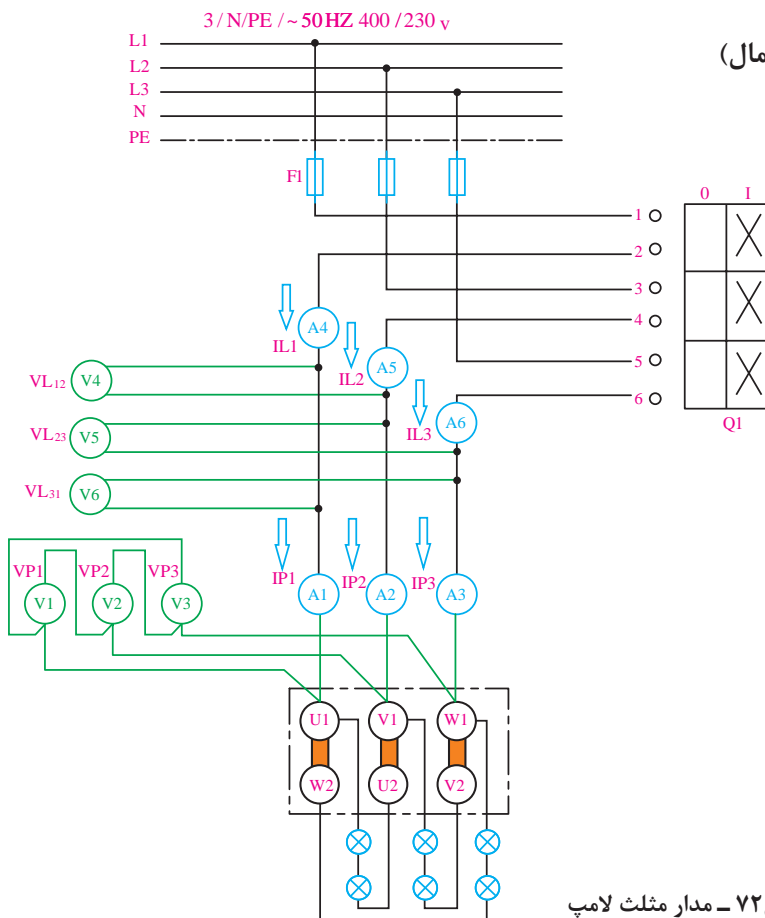 3 / N/PE / ~ 50HZ 400 / 230 v
L1
L2
L3
N
PE
مال)
F1
0 I
1
2
3
4
5
6
Q1
A4
IL1
A5
IL2
A6
IL3
VL12 V4
VL23 V5
VL31 V6
IP1 IP2 IP3
A1 A2 A3
VP1 VP2 VP3
V1 V2 V3
U1 V1 W1
W2 U2 V2
۷۲ ــ مدار مثلث لامپ